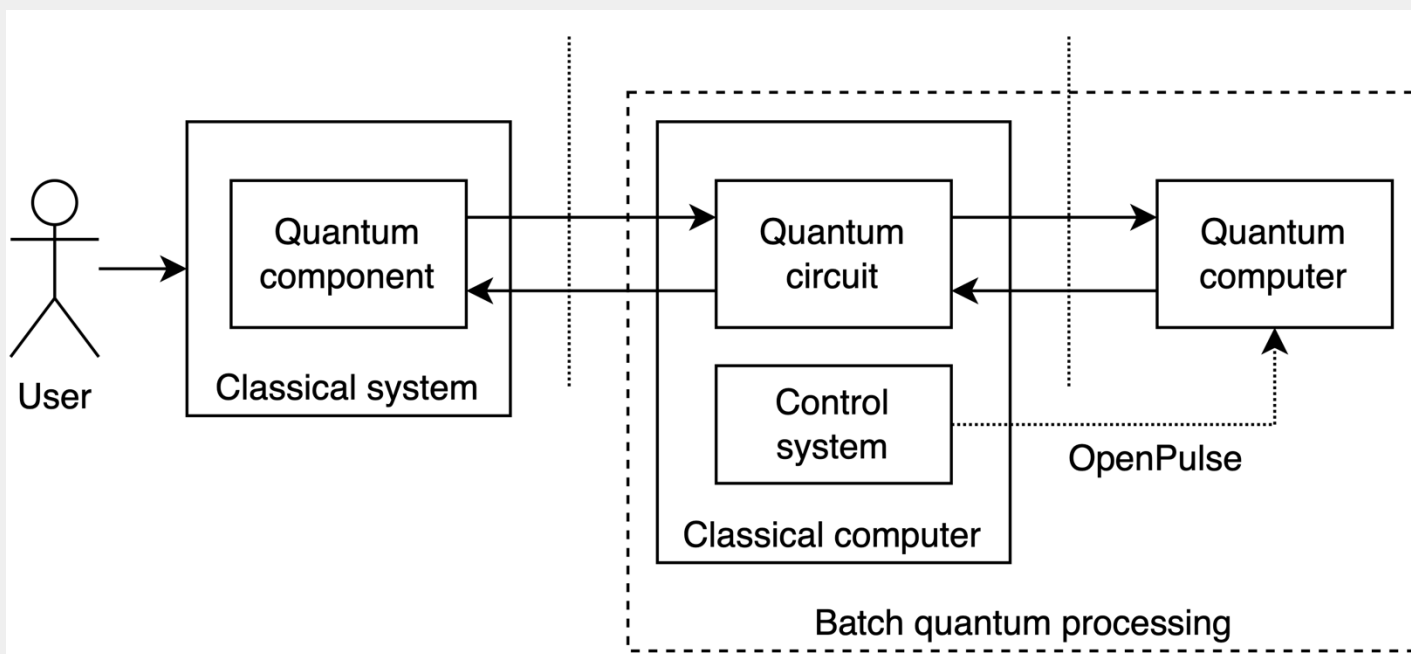 User
Quantum
component
Classical system
Quantum
circuit
Control
system
Classical computer
Quantum
computer
OpenPulse
Batch quantum processing